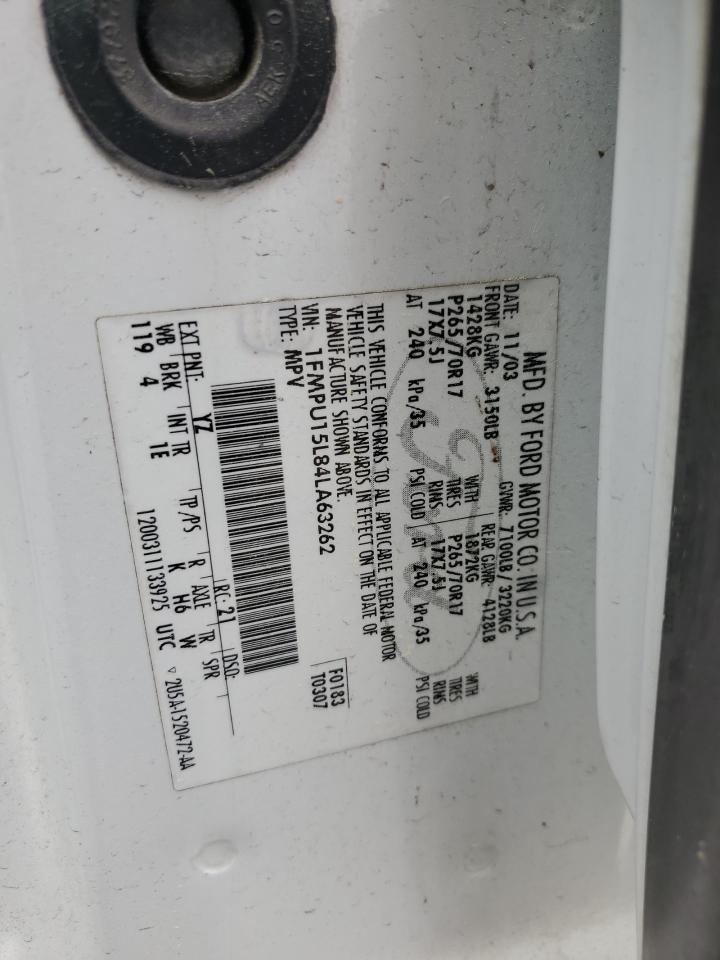 MFD. BY FORD MOTOR CO. IN U.S.A.
DATE: 11/03 GVWR: 7100LB / 3220KG
FRONT GAWR: 3150LB REAR GAWR: 4128LB
1428KG WITH 1872KG WITH
P265/70R17 TIRES P265/70R17 TIRES
17X7.5J RIMS 17X7.5J RIMS
AT 240 kPa/35 PSI COLD AT 240 kPa/35 PSI COLD
THIS VEHICLE CONFORMS TO ALL APPLICABLE FEDERAL MOTOR
VEHICLE SAFETY STANDARDS IN EFFECT ON THE DATE OF
MANUFACTURE SHOWN ABOVE.
VIN: 1FMPU15L84LA63262 F0183
TYPE: MPV T0307
EXT PNT: YZ RC: 21 DSO:
WB BRK INT TR TP/PS R AXLE TR SPR
119 4 1E K H6 W
1200311133925 UTC ▽ 2U5A-1520472-AA